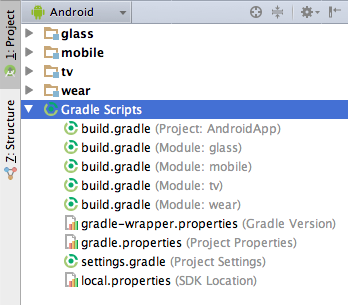 Android
1: Project
Z: Structure
glass
mobile
tv
wear
Gradle Scripts
build.gradle (Project: AndroidApp)
build.gradle (Module: glass)
build.gradle (Module: mobile)
build.gradle (Module: tv)
build.gradle (Module: wear)
gradle-wrapper.properties (Gradle Version)
gradle.properties (Project Properties)
settings.gradle (Project Settings)
local.properties (SDK Location)